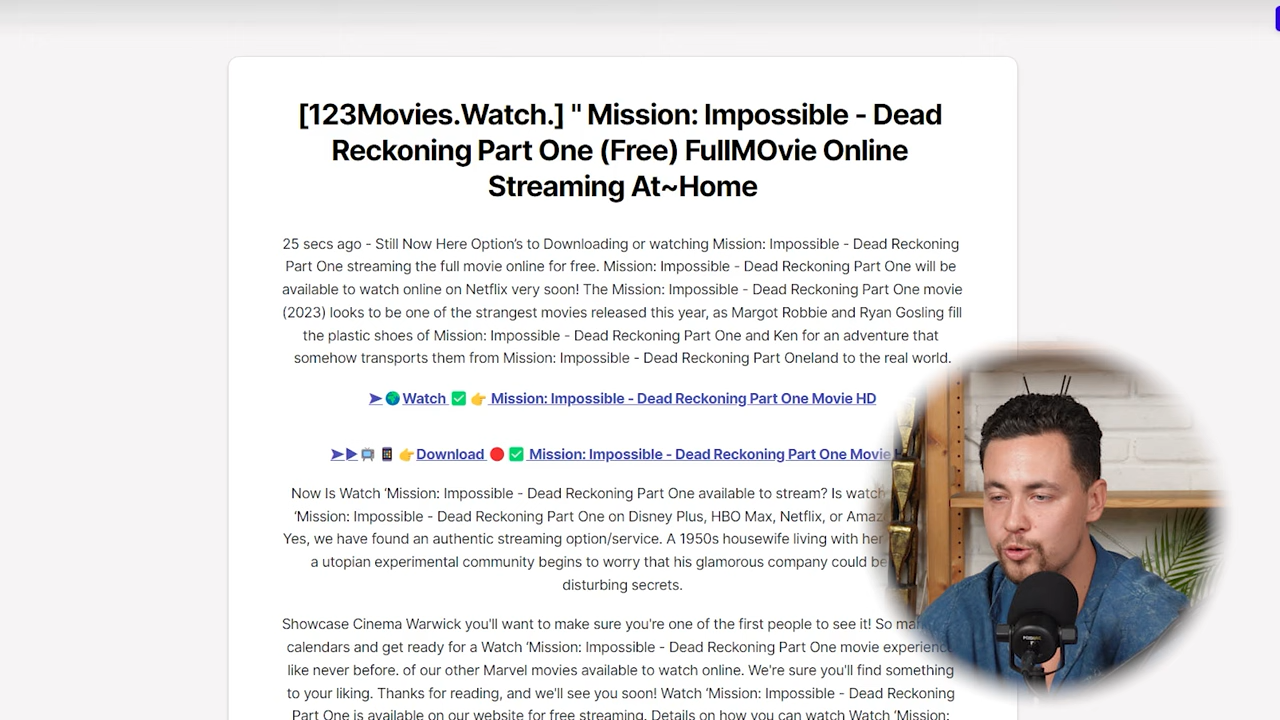 [123Movies.Watch.] " Mission: Impossible - Dead
Reckoning Part One (Free) FullMOvie Online
Streaming At~Home
25 secs ago - Still Now Here Option's to Downloading or watching Mission: Impossible - Dead Reckoning
Part One streaming the full movie online for free. Mission: Impossible - Dead Reckoning Part One will be
available to watch online on Netflix very soon! The Mission: Impossible - Dead Reckoning Part One movie
(2023) looks to be one of the strangest movies released this year, as Margot Robbie and Ryan Gosling fill
the plastic shoes of Mission: Impossible - Dead Reckoning Part One and Ken for an adventure that
somehow transports them from Mission: Impossible - Dead Reckoning Part Oneland to the real world.
➤🌍Watch ✅ 👉 Mission: Impossible - Dead Reckoning Part One Movie HD
➤▶📺 📱 👉Download 🔴 ✅ Mission: Impossible - Dead Reckoning Part One Movie
Now Is Watch 'Mission: Impossible - Dead Reckoning Part One available to stream? Is watch
'Mission: Impossible - Dead Reckoning Part One on Disney Plus, HBO Max, Netflix, or
Yes, we have found an authentic streaming option/service. A 1950s housewife living with her
a utopian experimental community begins to worry that his glamorous company could be
disturbing secrets.
Showcase Cinema Warwick you'll want to make sure you're one of the first people to see it! So
calendars and get ready for a Watch 'Mission: Impossible - Dead Reckoning Part One movie experience
like never before. of our other Marvel movies available to watch online. We're sure you'll find something
to your liking. Thanks for reading, and we'll see you soon! Watch 'Mission: Impossible - Dead Reckoning
Part One is available on our website for free streaming. Details on how you can watch Watch 'Mission: